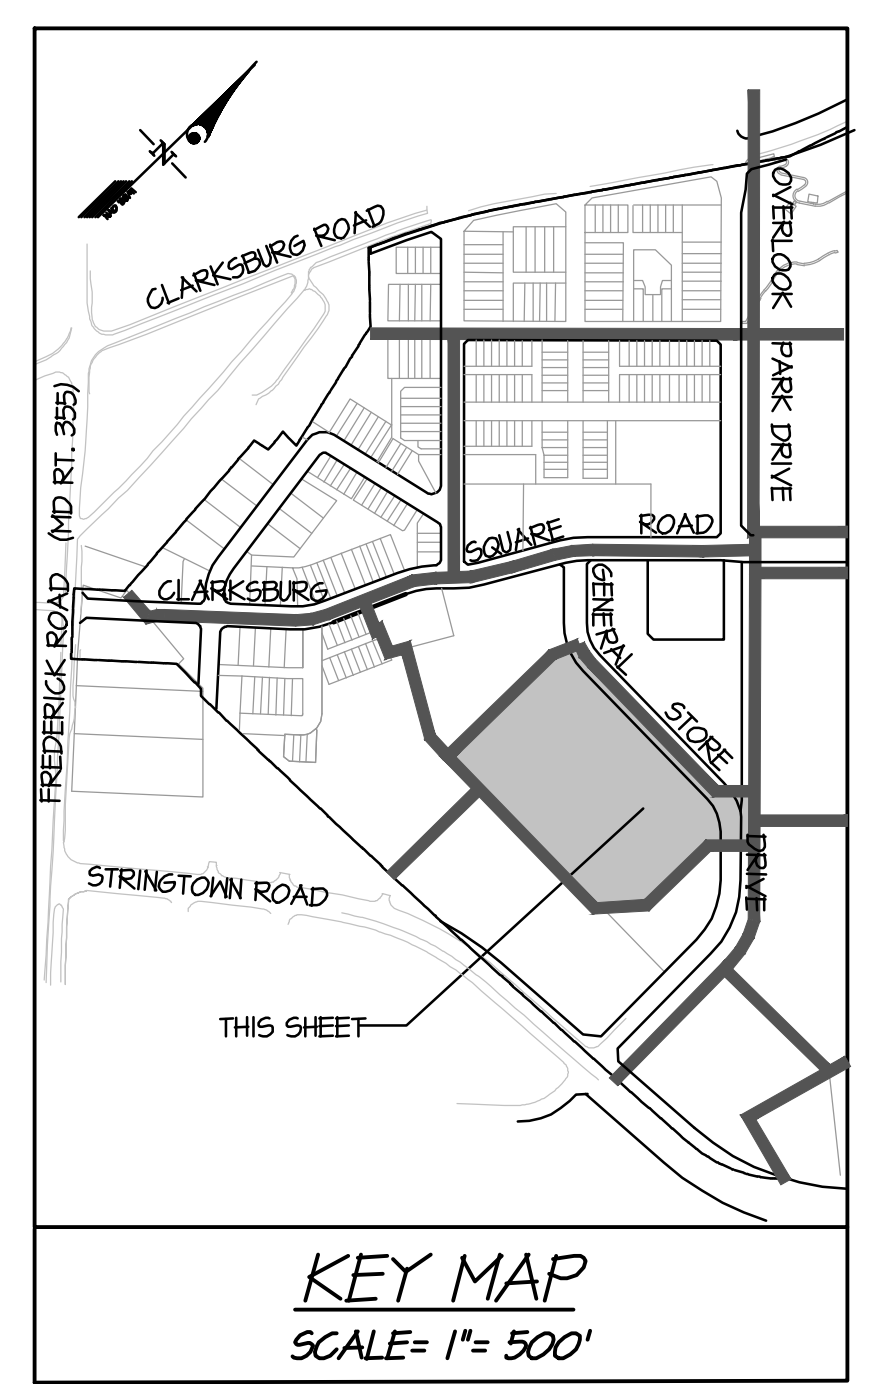 N
CLARKSBURG ROAD
OVERLOOK PARK DRIVE
FREDERICK ROAD (MD RT. 355)
CLARKSBURG SQUARE ROAD
GENERAL STORE DRIVE
STRINGTOWN ROAD
THIS SHEET
KEY MAP
SCALE= 1"= 500'